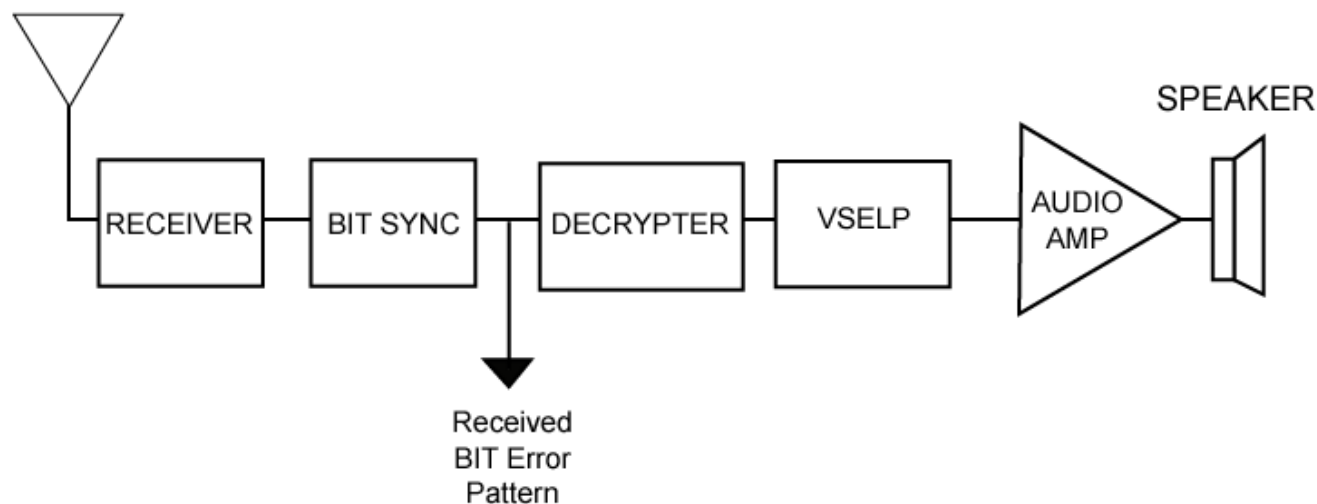 SPEAKER
RECEIVER
BIT SYNC
DECRYPTER
VSELP
AUDIO
AMP
Received
BIT Error
Pattern